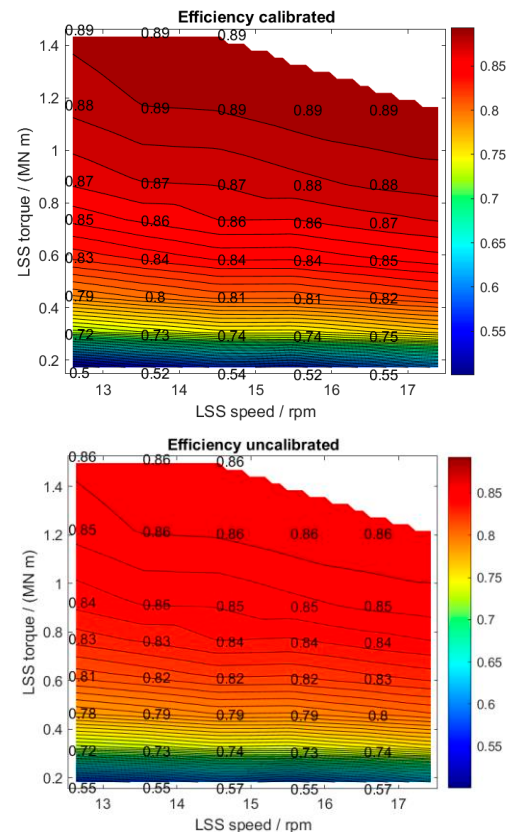 Efficiency calibrated
0.89 0.89 0.89
1.4
0.85
1.2
0.88 0.89 0.89 0.89 0.89
0.8
1
0.87 0.87 0.87 0.88 0.88
0.75
LSS torque / (MN m)
0.8
0.85 0.86 0.86 0.86 0.87
0.7
0.83 0.84 0.84 0.84 0.85
0.6
0.65
0.79 0.8 0.81 0.81 0.82
0.4
0.6
0.72 0.73 0.74 0.74 0.75
0.55
0.2
0.5 0.52 0.54 0.52 0.55
13 14 15 16 17
LSS speed / rpm
Efficiency uncalibrated
0.86 0.86 0.86
1.4
0.85
1.2
0.85 0.86 0.86 0.86 0.86
0.8
1
0.84 0.86 0.85 0.85 0.85
0.75
LSS torque / (MN m)
0.8
0.83 0.83 0.84 0.84 0.84
0.7
0.81 0.82 0.82 0.82 0.83
0.6
0.65
0.78 0.79 0.79 0.79 0.8
0.4
0.6
0.72 0.73 0.74 0.73 0.74
0.55
0.2
0.55 0.55 0.57 0.55 0.57
13 14 15 16 17
LSS speed / rpm